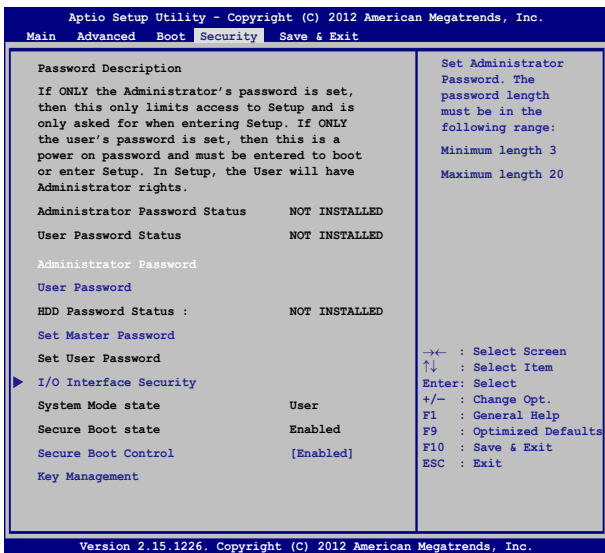 Aptio Setup Utility - Copyright (C) 2012 American Megatrends, Inc.
Main Advanced Boot Security Save & Exit
Password Description
If ONLY the Administrator's password is set,
then this only limits access to Setup and is
only asked for when entering Setup. If ONLY
the user's password is set, then this is a
power on password and must be entered to boot
or enter Setup. In Setup, the User will have
Administrator rights.
Administrator Password Status NOT INSTALLED
User Password Status NOT INSTALLED
Administrator Password
User Password
HDD Password Status : NOT INSTALLED
Set Master Password
Set User Password
I/O Interface Security
System Mode state User
Secure Boot state Enabled
Secure Boot Control [Enabled]
Key Management
Set Administrator
Password. The
password length
must be in the
following range:
Minimum length 3
Maximum length 20
→← : Select Screen
↑↓ : Select Item
Enter: Select
+/— : Change Opt.
F1 : General Help
F9 : Optimized Defaults
F10 : Save & Exit
ESC : Exit
Version 2.15.1226. Copyright (C) 2012 American Megatrends, Inc.